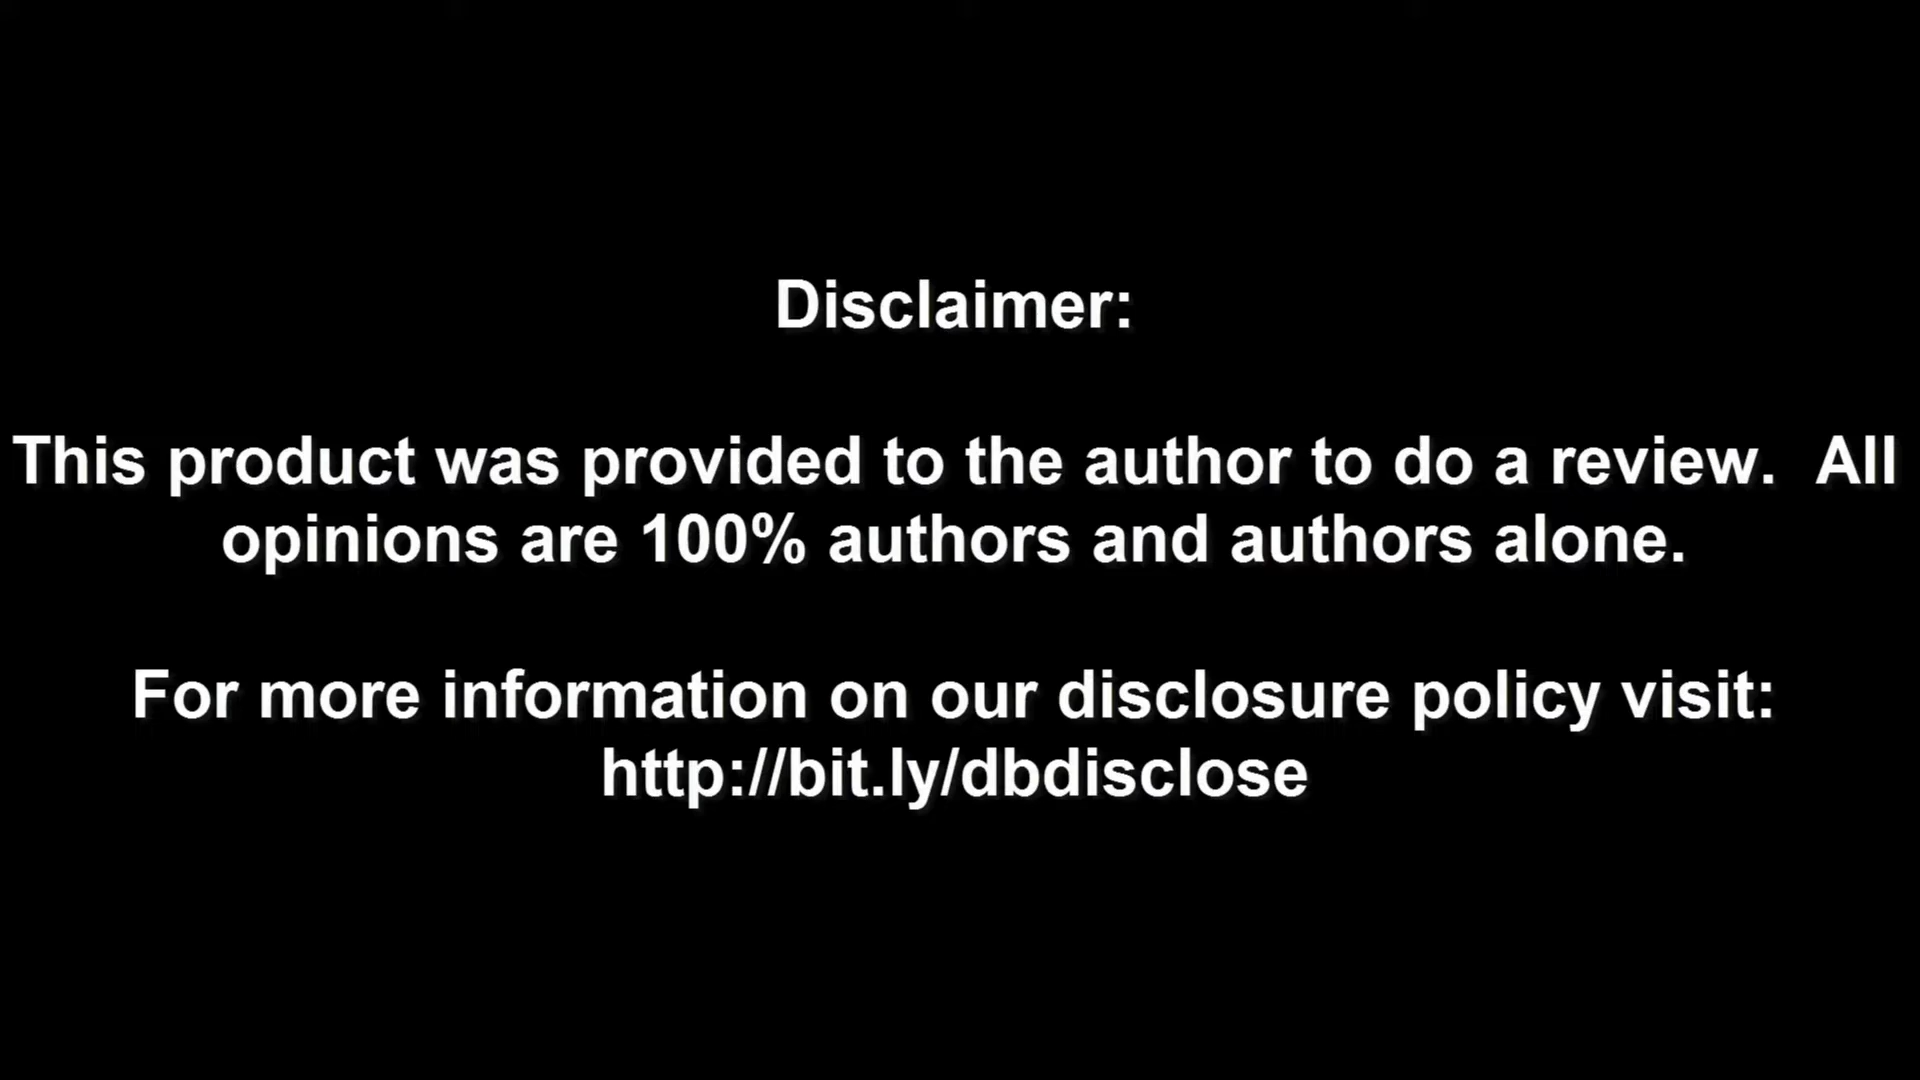 Disclaimer:
This product was provided to the author to do a review.  All
opinions are 100% authors and authors alone.
For more information on our disclosure policy visit:
http://bit.ly/dbdisclose